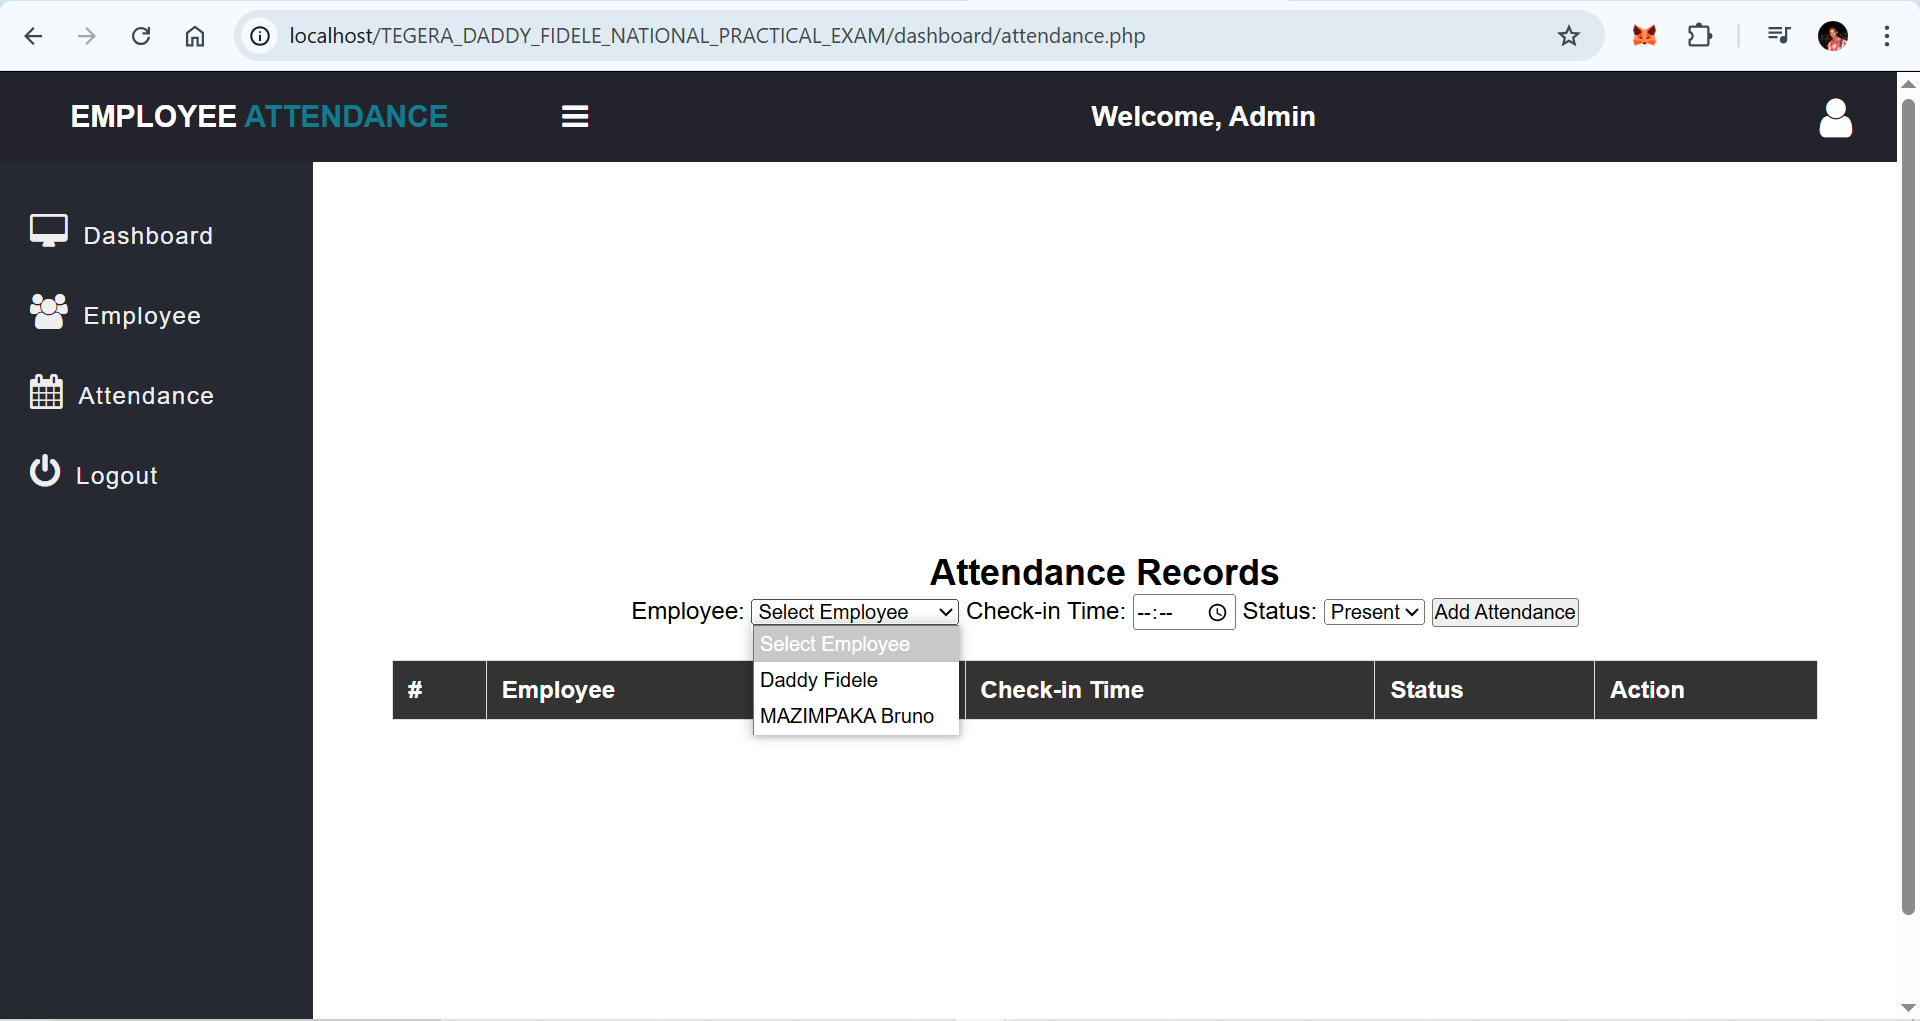 localhost/TEGERA_DADDY_FIDELE_NATIONAL_PRACTICAL_EXAM/dashboard/attendance.php
EMPLOYEE ATTENDANCE
Welcome, Admin
Dashboard
Employee
Attendance
Logout
Attendance Records
Employee: Select Employee Check-in Time: --:-- Status: Present Add Attendance
Select Employee
Daddy Fidele
MAZIMPAKA Bruno
# Employee Check-in Time Status Action